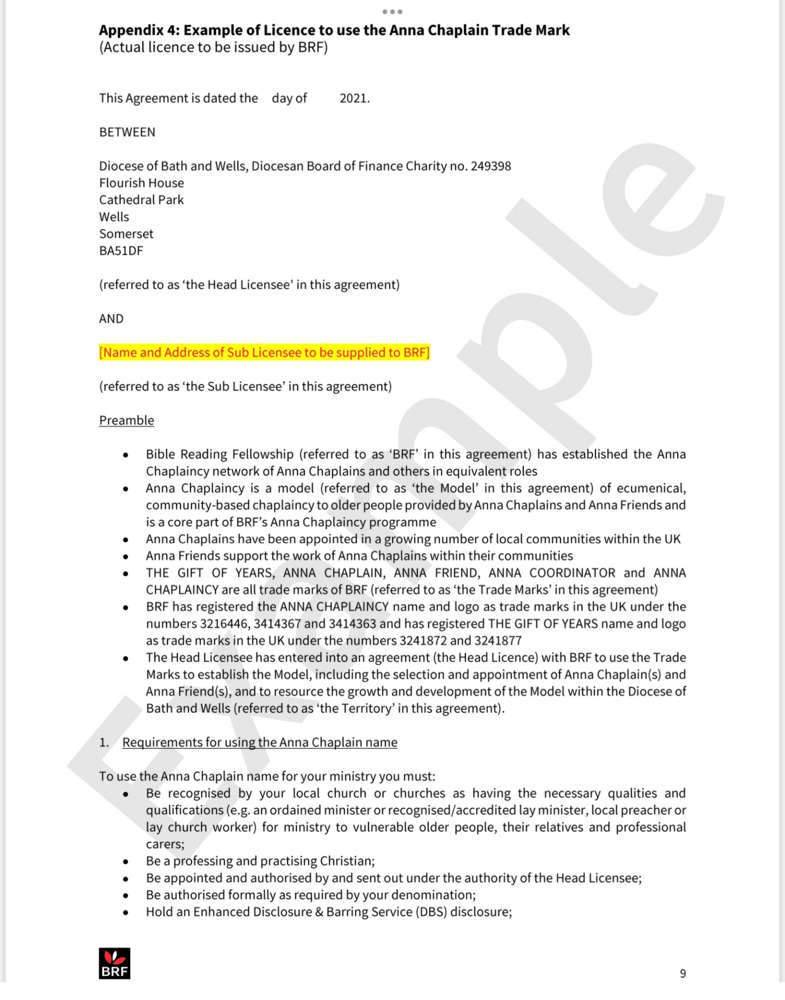 Appendix 4: Example of Licence to use the Anna Chaplain Trade Mark
(Actual licence to be issued by BRF)
This Agreement is dated the    day of        2021.
BETWEEN
Diocese of Bath and Wells, Diocesan Board of Finance Charity no. 249398
Flourish House
Cathedral Park
Wells
Somerset
BA51DF
(referred to as ‘the Head Licensee' in this agreement)
AND
[Name and Address of Sub Licensee to be supplied to BRF]
(referred to as ‘the Sub Licensee’ in this agreement)
Preamble
• Bible Reading Fellowship (referred to as ‘BRF’ in this agreement) has established the Anna
Chaplaincy network of Anna Chaplains and others in equivalent roles
• Anna Chaplaincy is a model (referred to as ‘the Model’ in this agreement) of ecumenical,
community-based chaplaincy to older people provided by Anna Chaplains and Anna Friends and
is a core part of BRF’s Anna Chaplaincy programme
• Anna Chaplains have been appointed in a growing number of local communities within the UK
• Anna Friends support the work of Anna Chaplains within their communities
• THE GIFT OF YEARS, ANNA CHAPLAIN, ANNA FRIEND, ANNA COORDINATOR and ANNA
CHAPLAINCY are all trade marks of BRF (referred to as ‘the Trade Marks’ in this agreement)
• BRF has registered the ANNA CHAPLAINCY name and logo as trade marks in the UK under the
numbers 3216446, 3414367 and 3414363 and has registered THE GIFT OF YEARS name and logo
as trade marks in the UK under the numbers 3241872 and 3241877
• The Head Licensee has entered into an agreement (the Head Licence) with BRF to use the Trade
Marks to establish the Model, including the selection and appointment of Anna Chaplain(s) and
Anna Friend(s), and to resource the growth and development of the Model within the Diocese of
Bath and Wells (referred to as ‘the Territory’ in this agreement).
1. Requirements for using the Anna Chaplain name
To use the Anna Chaplain name for your ministry you must:
• Be recognised by your local church or churches as having the necessary qualities and
qualifications (e.g. an ordained minister or recognised/accredited lay minister, local preacher or
lay church worker) for ministry to vulnerable older people, their relatives and professional
carers;
• Be a professing and practising Christian;
• Be appointed and authorised by and sent out under the authority of the Head Licensee;
• Be authorised formally as required by your denomination;
• Hold an Enhanced Disclosure & Barring Service (DBS) disclosure;
BRF
9
Example